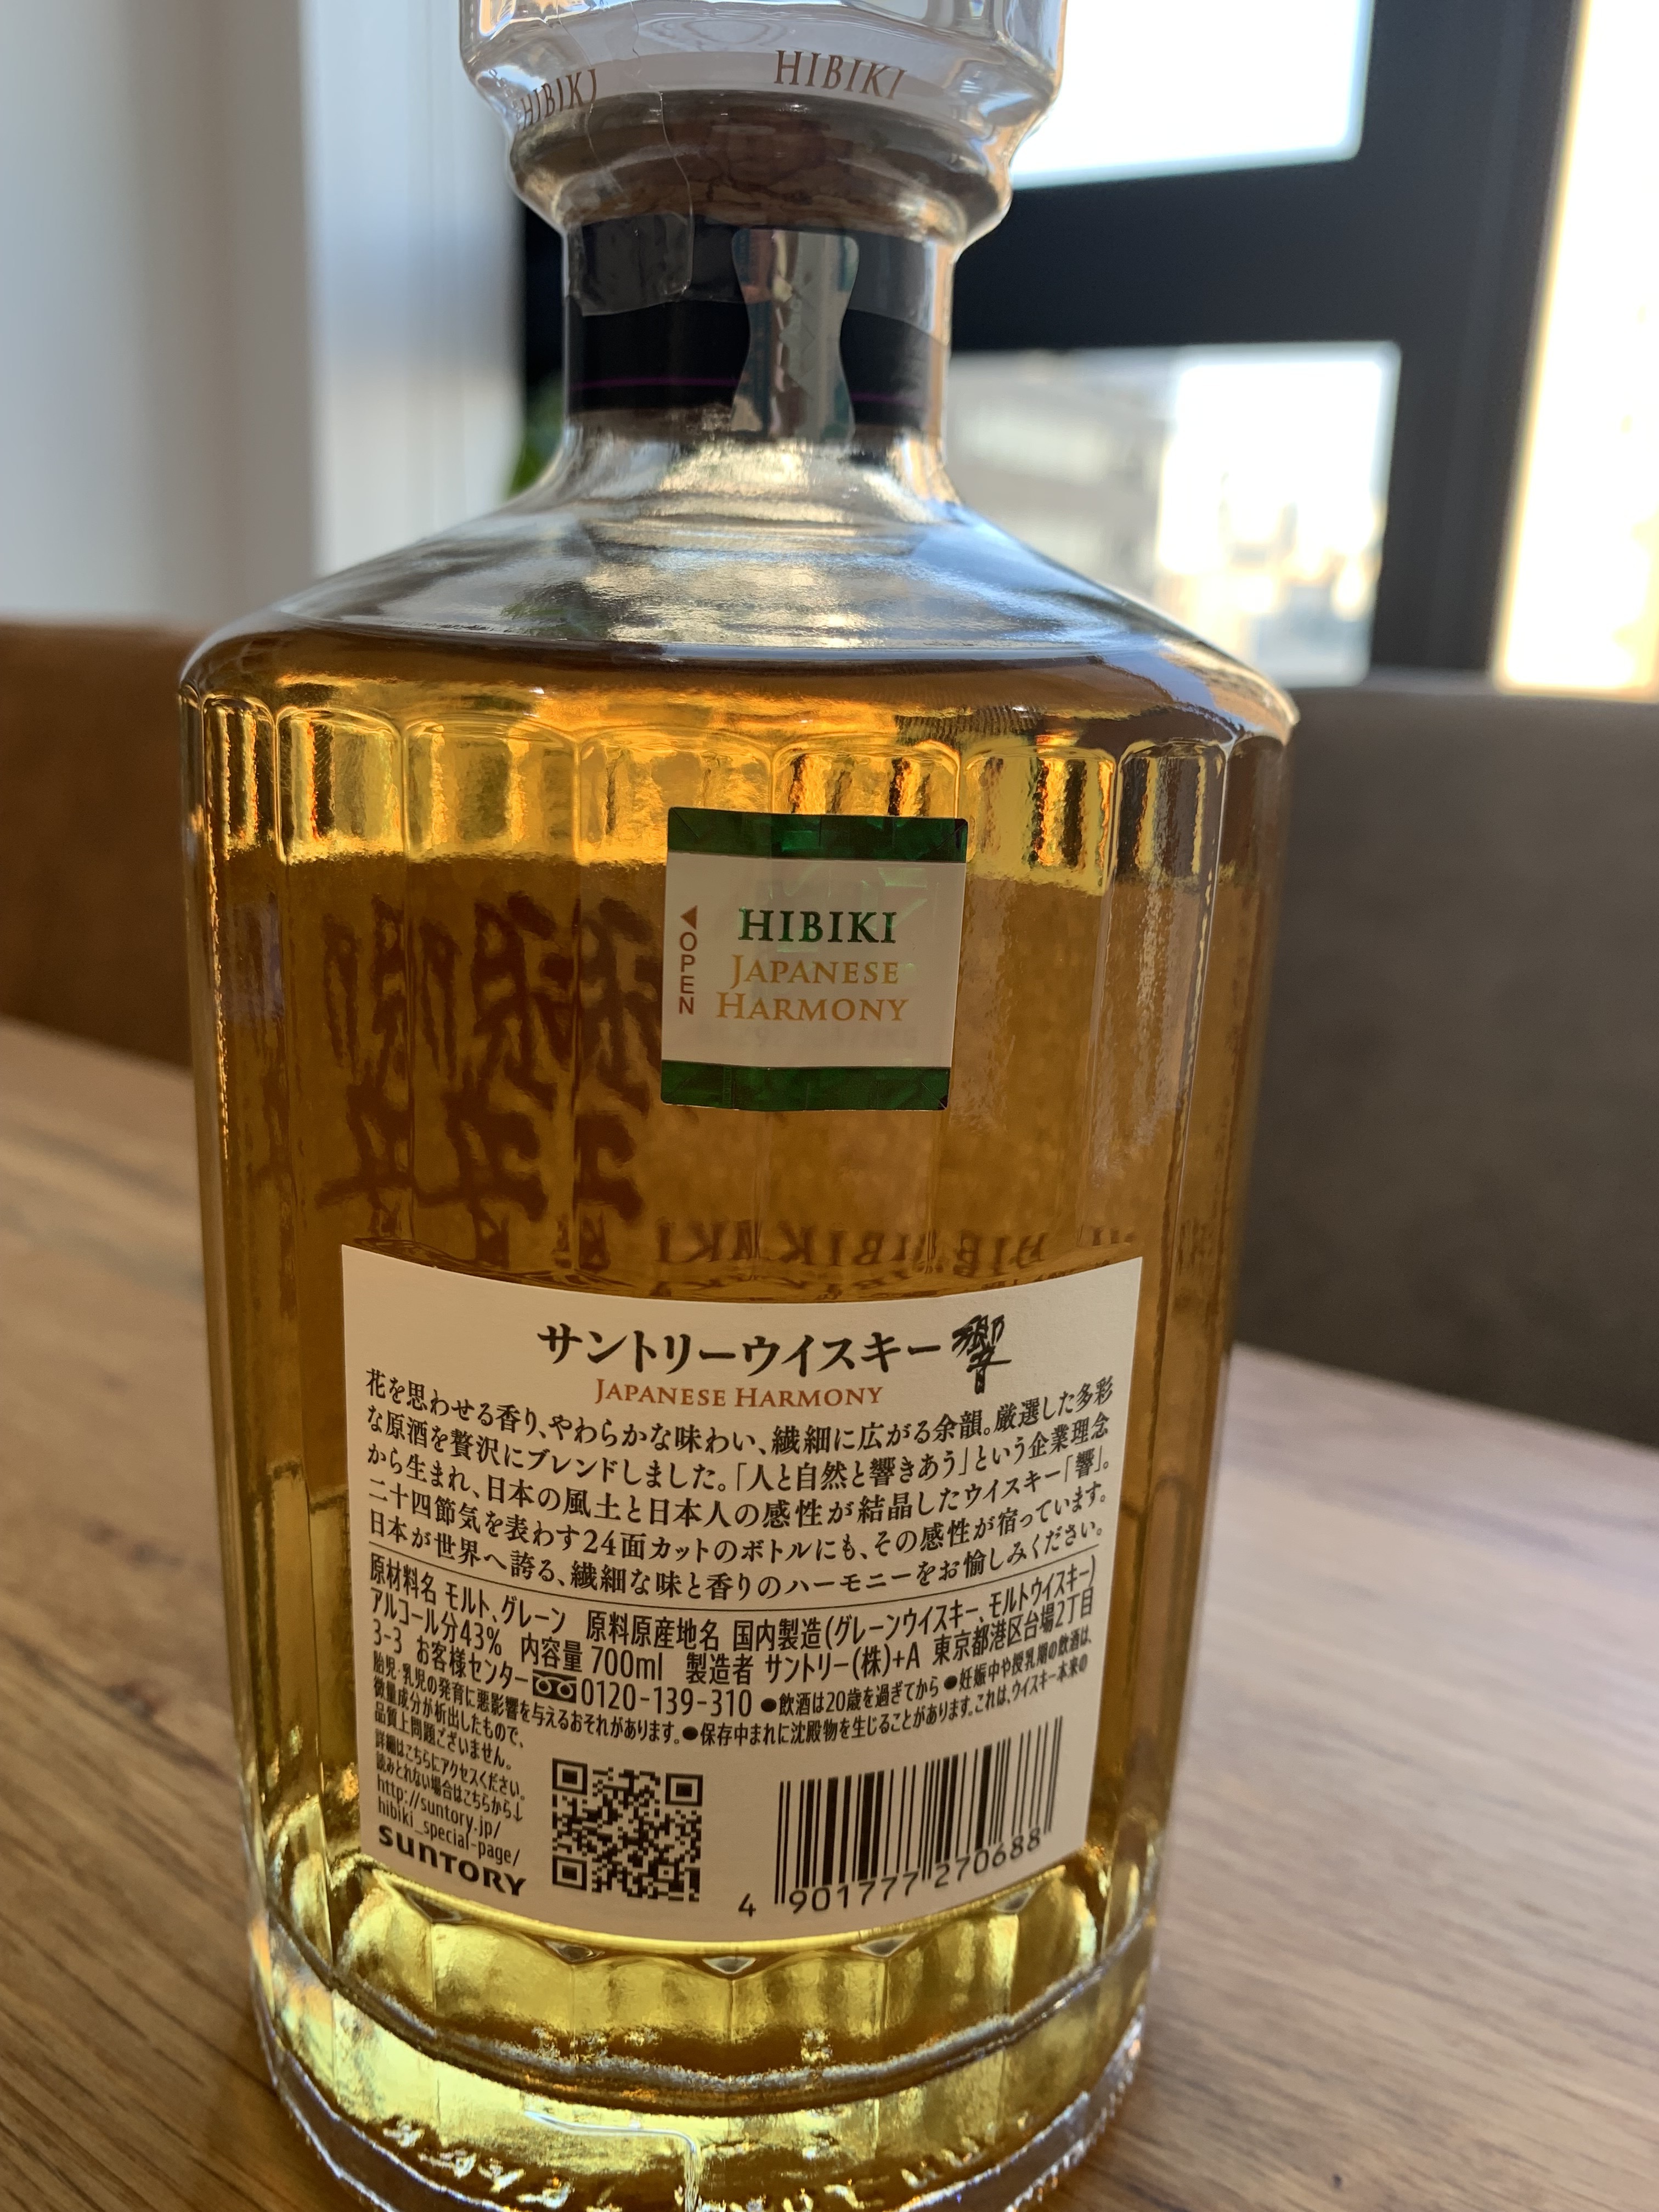 HIBIKI HIBIKI
HIBIKI
JAPANESE
HARMONY
◀OPEN
サントリーウイスキー響
JAPANESE HARMONY
花を思わせる香り、やわらかな味わい、繊細に広がる余韻。厳選した多彩
な原酒を贅沢にブレンドしました。「人と自然と響きあう」という企業理念
から生まれ、日本の風土と日本人の感性が結晶したウイスキー「響」。
二十四節気を表わす24面カットのボトルにも、その感性が宿っています。
日本が世界へ誇る、繊細な味と香りのハーモニーをお愉しみください。
原材料名 モルト、グレーン 原料原産地名 国内製造(グレーンウイスキー、モルトウイスキー)
アルコール分43% 内容量 700ml 製造者 サントリー(株)+A 東京都港区台場2丁目
3-3 お客様センター 0120-139-310 ●飲酒は20歳を過ぎてから ●妊娠中や授乳期の飲酒は、
胎児・乳児の発育に悪影響を与えるおそれがあります。●保存中まれに沈殿物を生じることがあります。これは、ウイスキー本来の
微量成分が析出したもので、
品質上問題ございません。
詳細はこちらにアクセスください。
読みとれない場合はこちらから↓
http://suntory.jp/
hibiki_special-page/
SUNTORY
4 901777 270688